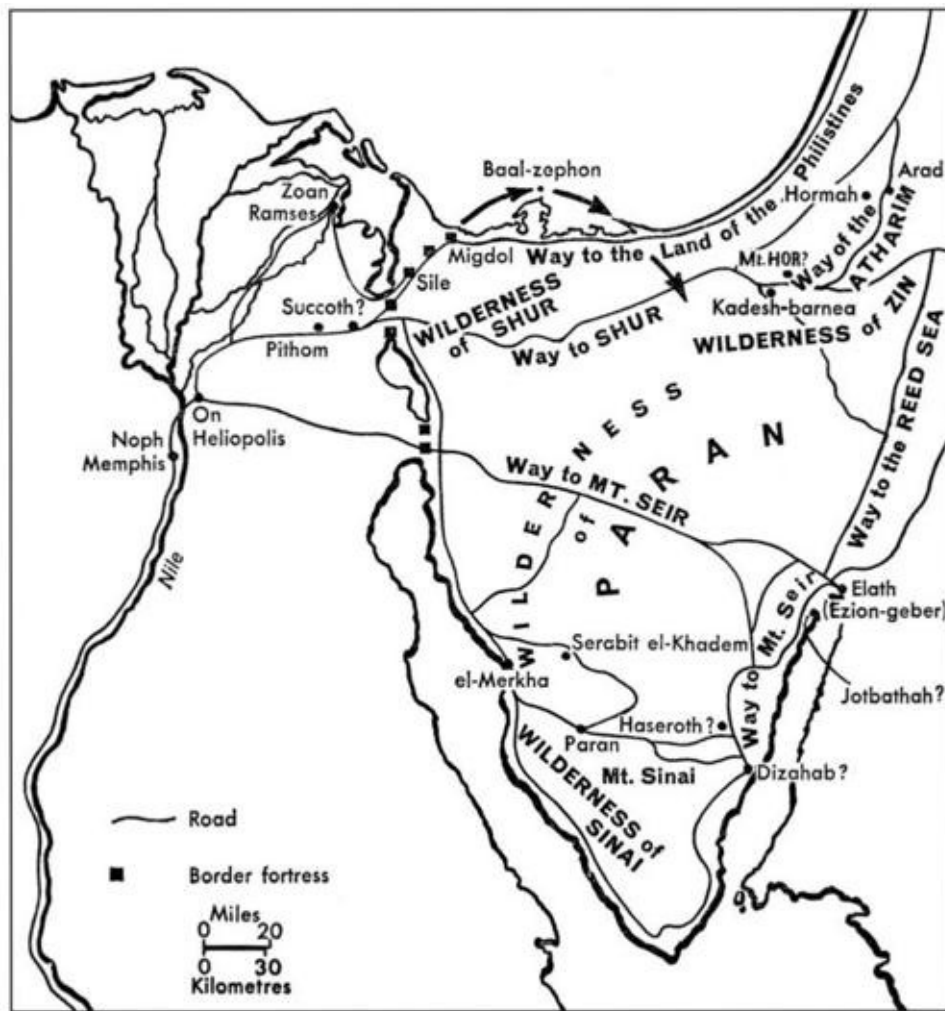 Baal-zophon
Arad
Zoan
Ramses
Hormah
Way to the Land of the Philistines
Migdol
Way of the
ATHARIM
Mt. HOR?
Sile
Succoth?
WILDERNESS
of SHUR
Kadesh-barnea
Pithom
Way to SHUR
WILDERNESS of ZIN
On
Heliopolis
Noph
Memphis
Way to MT. SEIR
WILDERNESS
of
PARAN
Way to the REED SEA
Nile
Elath
(Ezion-geber)
Serabit el-Khadem
Way to Mt. Seir
el-Merkha
Jotbathah?
Haseroth?
Paran
Mt. Sinai
Dizahab?
WILDERNESS of
SINAI
Road
Border fortress
Miles
0 20
0 30
Kilometres